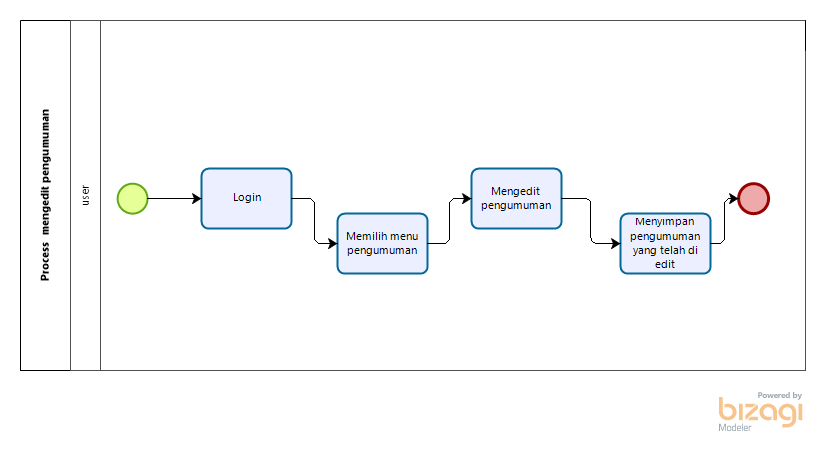 Process mengedit pengumuman
user
Login
Memilih menu
pengumuman
Mengedit
pengumuman
Menyimpan
pengumuman
yang telah di
edit
Powered by
bizagi
Modeler